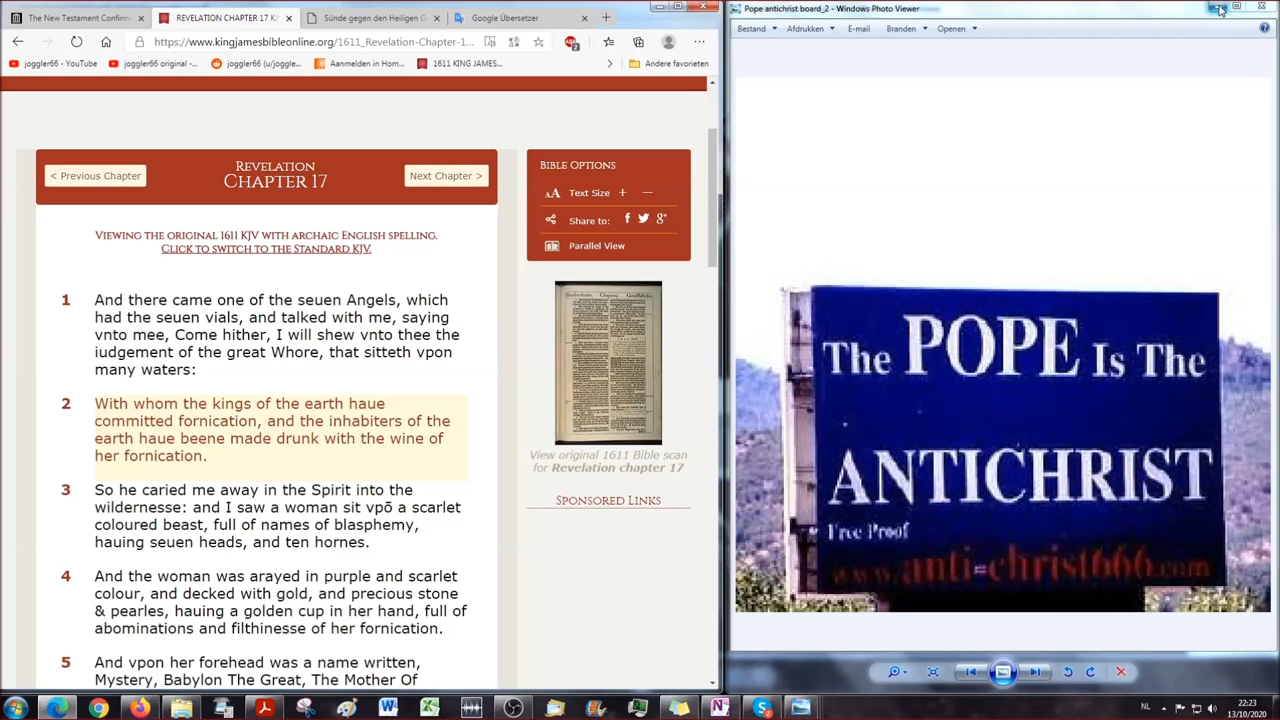 The New Testament Confirm
REVELATION CHAPTER 17 K
Sünde gegen den Heiligen G
Google Übersetzer
https://www.kingjamesbibleonline.org/1611_Revelation-Chapter-1...
joggler66 - YouTube
joggler66 original -...
joggler66 (u/joggle...
Aanmelden in Hom...
1611 KING JAMES...
Andere favorieten
< Previous Chapter
REVELATION
CHAPTER 17
Next Chapter >
VIEWING THE ORIGINAL 1611 KJV WITH ARCHAIC ENGLISH SPELLING.
CLICK TO SWITCH TO THE STANDARD KJV.
1 And there came one of the seuen Angels, which
had the seuen vials, and talked with me, saying
vnto mee, Come hither, I will shew vnto thee the
iudgement of the great Whore, that sitteth vpon
many waters:
2 With whom the kings of the earth haue
committed fornication, and the inhabiters of the
earth haue beene made drunk with the wine of
her fornication.
3 So he caried me away in the Spirit into the
wildernesse: and I saw a woman sit vpō a scarlet
coloured beast, full of names of blasphemy,
hauing seuen heads, and ten hornes.
4 And the woman was arayed in purple and scarlet
colour, and decked with gold, and precious stone
& pearles, hauing a golden cup in her hand, full of
abominations and filthinesse of her fornication.
5 And vpon her forehead was a name written,
Mystery, Babylon The Great, The Mother Of
BIBLE OPTIONS
AA Text Size + —
Share to: f g+
Parallel View
View original 1611 Bible scan
for Revelation chapter 17
SPONSORED LINKS
Pope antichrist board_2 - Windows Photo Viewer
Bestand
Afdrukken
E-mail
Branden
Openen
The POPE Is The
ANTICHRIST
Free Proof
www.anti=christ666.com
NL
22:23
13/10/2020